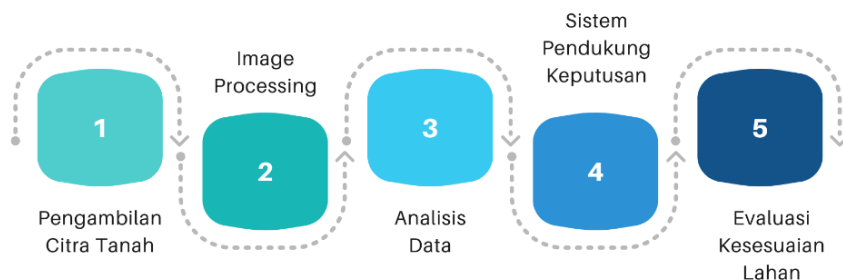 1
Pengambilan
Citra Tanah
Image
Processing
2
3
Analisis
Data
Sistem
Pendukung
Keputusan
4
5
Evaluasi
Kesesuaian
Lahan